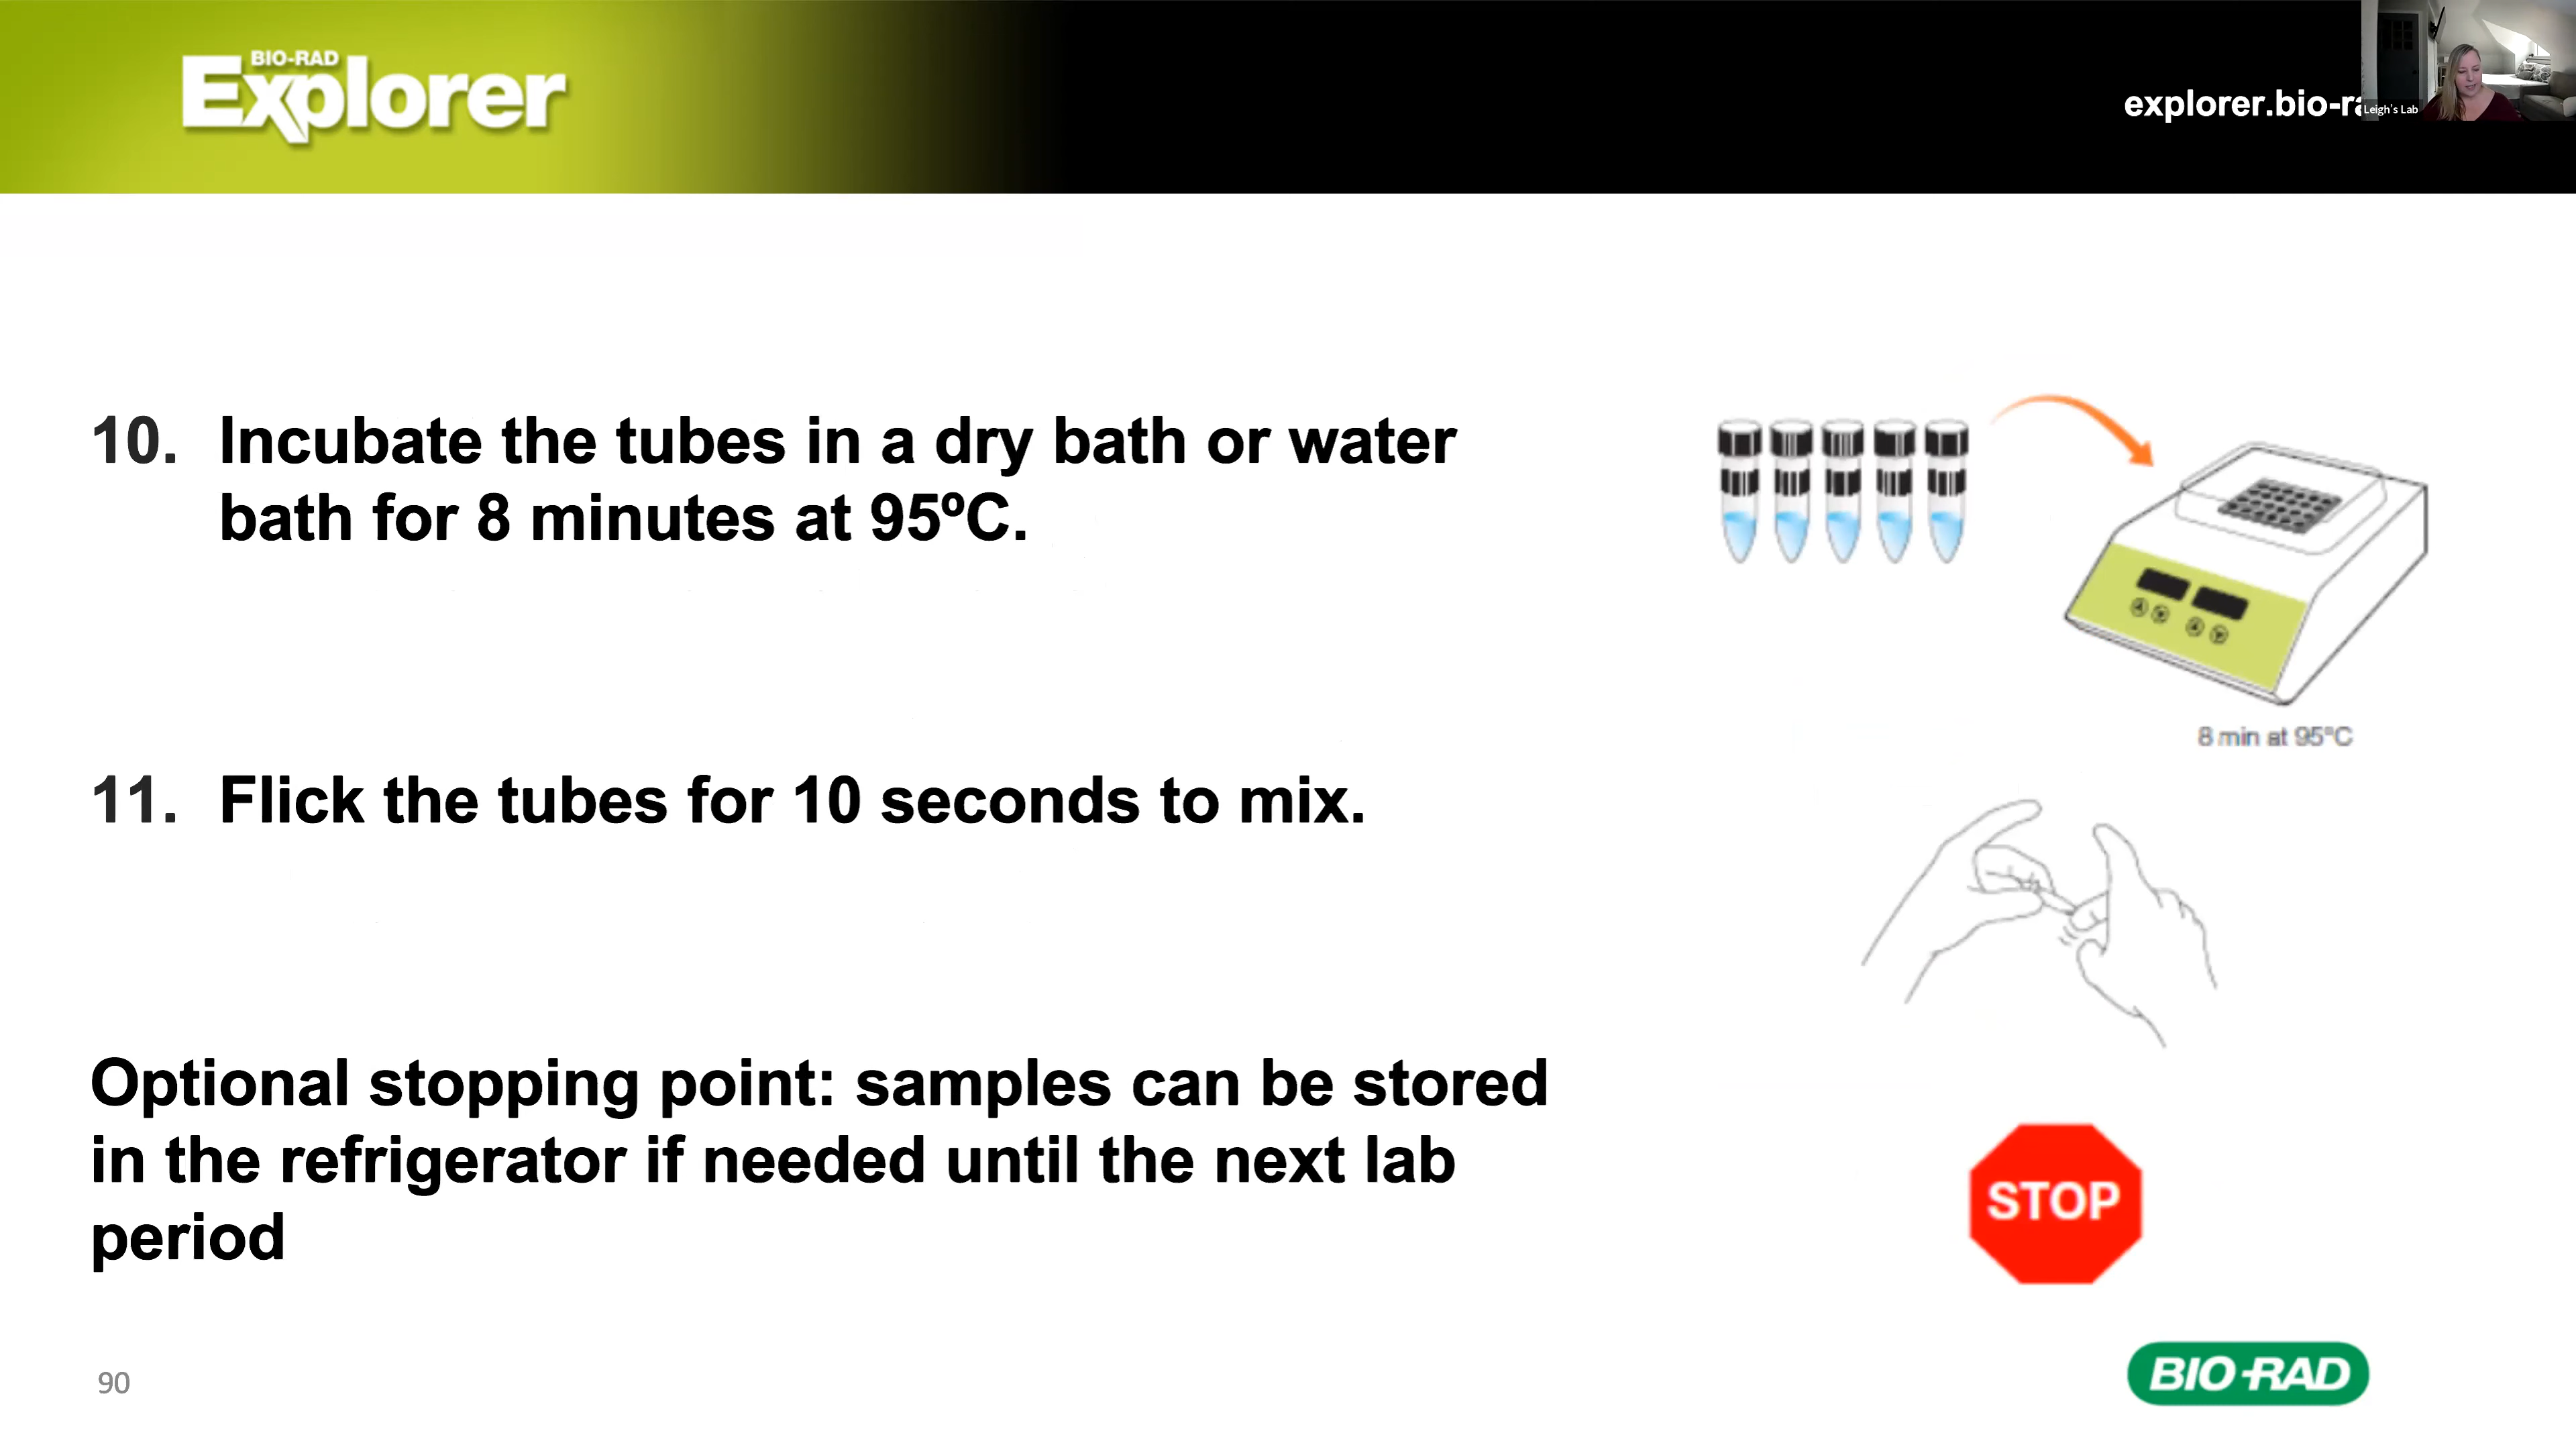 BIO-RAD
Explorer
explorer.bio-ra
Leigh's Lab
10. Incubate the tubes in a dry bath or water
bath for 8 minutes at 95ºC.
8 min at 95°C
11. Flick the tubes for 10 seconds to mix.
Optional stopping point: samples can be stored
in the refrigerator if needed until the next lab
period
STOP
90
BIO-RAD